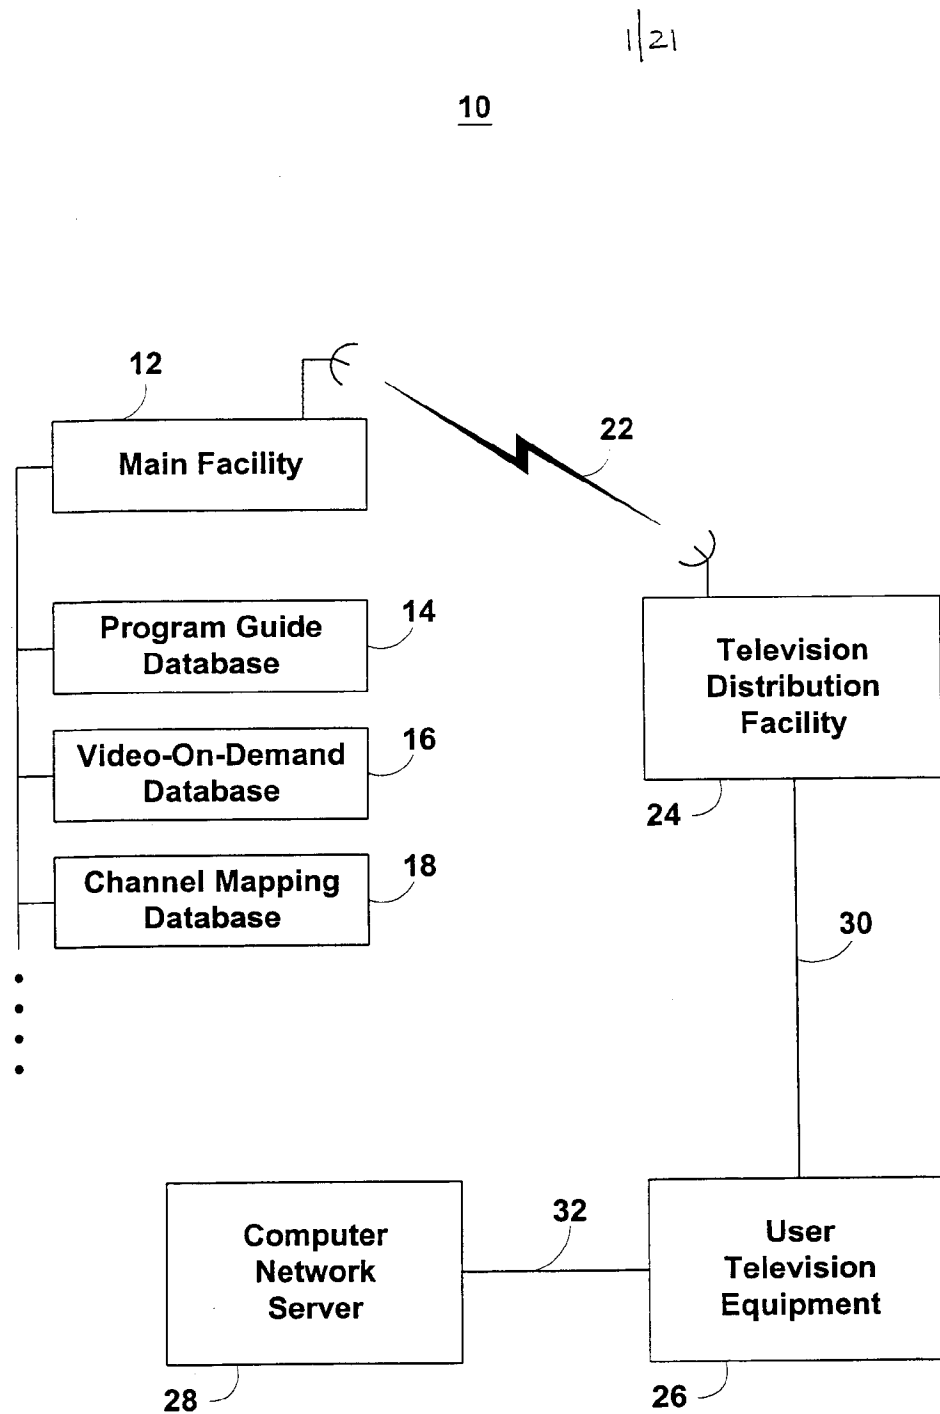 1/21
10
12
Main Facility
22
Program Guide
Database
14
Television
Distribution
Facility
Video-On-Demand
Database
16
24
Channel Mapping
Database
18
30
Computer
Network
Server
32
User
Television
Equipment
28
26